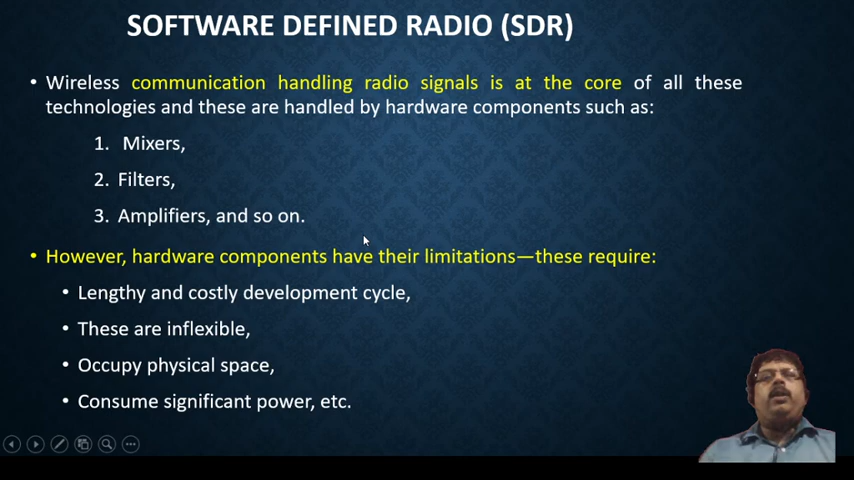 SOFTWARE DEFINED RADIO (SDR)
• Wireless communication handling radio signals is at the core of all these
technologies and these are handled by hardware components such as:
1. Mixers,
2. Filters,
3. Amplifiers, and so on.
• However, hardware components have their limitations—these require:
• Lengthy and costly development cycle,
• These are inflexible,
• Occupy physical space,
• Consume significant power, etc.